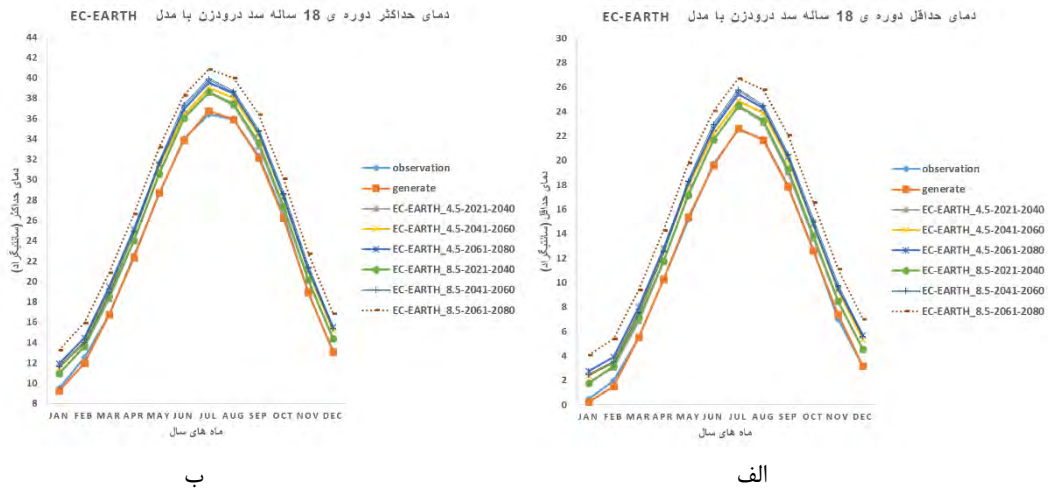 دمای حداقل دوره ی 18 ساله سد درودزن با مدل EC-EARTH
30
28
26
24
22
20
18
16
14
12
10
8
6
4
2
0
دمای حداقل (سانتیگراد)
JAN FEB MAR APR MAY JUN JUL AUG SEP OCT NOV DEC
ماه های سال
observation
generate
EC-EARTH_4.5-2021-2040
EC-EARTH_4.5-2041-2060
EC-EARTH_4.5-2061-2080
EC-EARTH_8.5-2021-2040
EC-EARTH_8.5-2041-2060
EC-EARTH_8.5-2061-2080
الف
دمای حداکثر دوره ی 18 ساله سد درودزن با مدل EC-EARTH
44
42
40
38
36
34
32
30
28
26
24
22
20
18
16
14
12
10
8
دمای حداکثر (سانتیگراد)
JAN FEB MAR APR MAY JUN JUL AUG SEP OCT NOV DEC
ماه های سال
observation
generate
EC-EARTH_4.5-2021-2040
EC-EARTH_4.5-2041-2060
EC-EARTH_4.5-2061-2080
EC-EARTH_8.5-2021-2040
EC-EARTH_8.5-2041-2060
EC-EARTH_8.5-2061-2080
ب